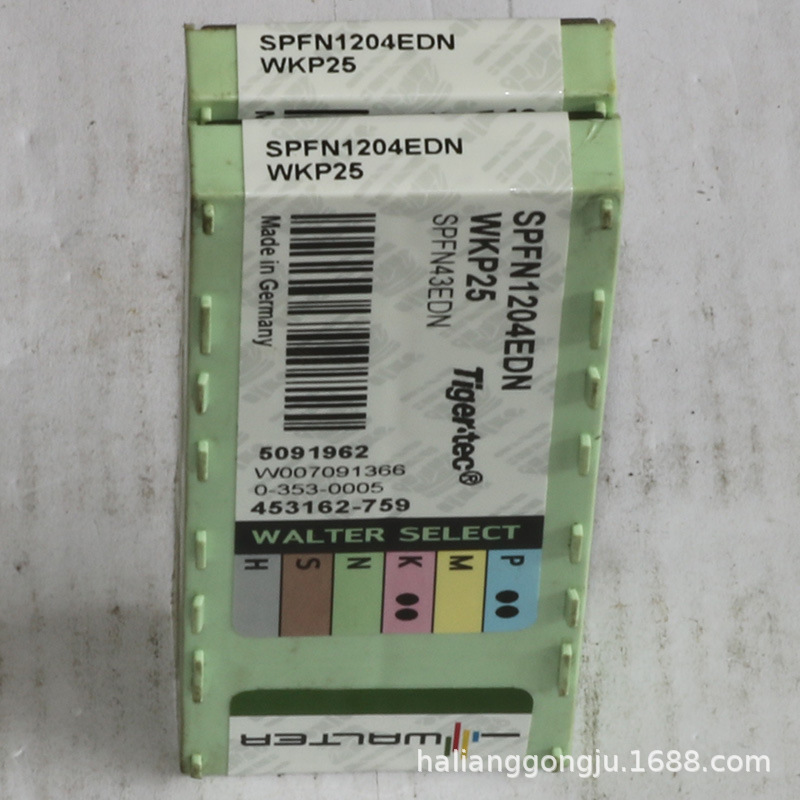 SPFN1204EDN
WKP25
SPFN1204EDN
WKP25
SPFN1204EDN
WKP25
SPFN43EDN
Tiger·tec®
Made in Germany
5091962
W007091366
0-353-0005
453162-759
WALTER SELECT
P
M
K
N
S
H
WALTER
halianggongju.1688.com